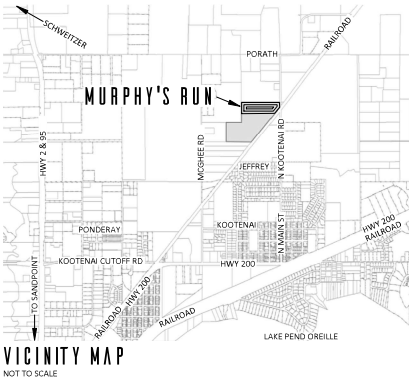 SCHWEITZER
RAILROAD
PORATH
MURPHY'S RUN
HWY 2 & 95
MCGHEE RD
N KOOTENAI RD
JEFFREY
KOOTENAI
N MAIN ST
HWY 200
RAILROAD
PONDERAY
KOOTENAI CUTOFF RD
HWY 200
TO SANDPOINT
HWY 200
RAILROAD
RAILROAD
LAKE PEND OREILLE
VICINITY MAP
NOT TO SCALE